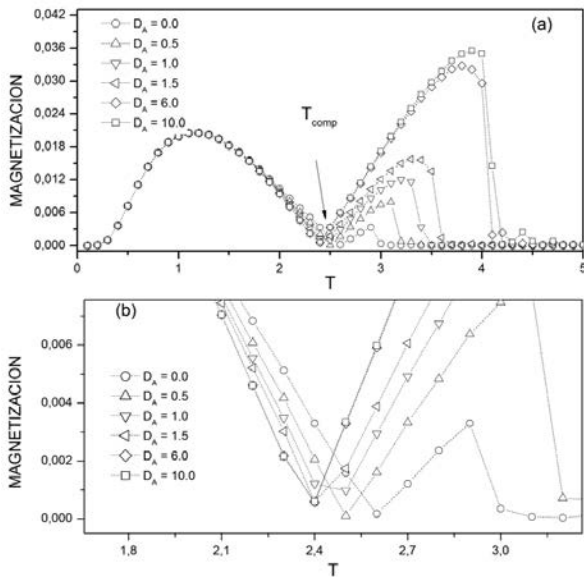 0,042
0,036
0,030
0,024
0,018
0,012
0,006
0,000
MAGNETIZACION
D_A = 0.0
D_A = 0.5
D_A = 1.0
D_A = 1.5
D_A = 6.0
D_A = 10.0
(a)
T_comp
0 1 2 3 4 5
T
(b)
0,006
0,004
0,002
0,000
MAGNETIZACION
D_A = 0.0
D_A = 0.5
D_A = 1.0
D_A = 1.5
D_A = 6.0
D_A = 10.0
1,8 2,1 2,4 2,7 3,0
T